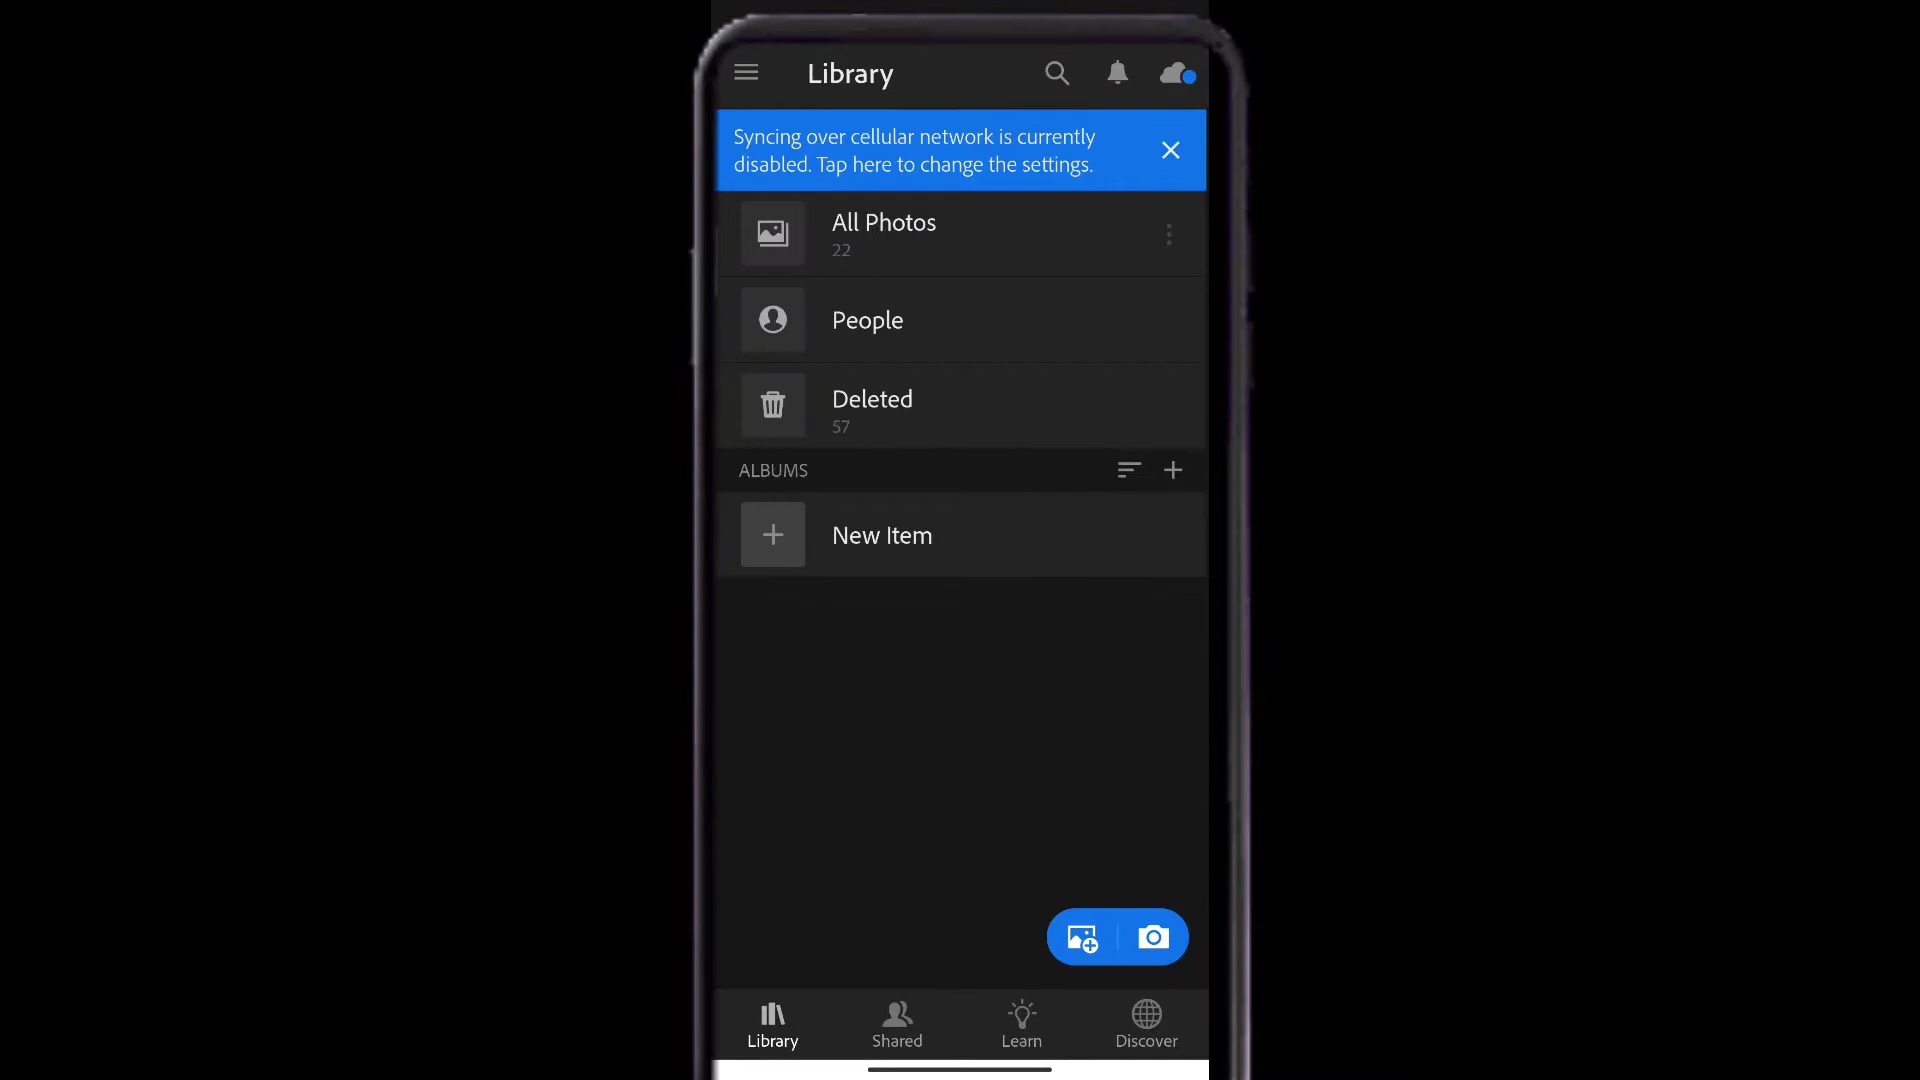 Library
Syncing over cellular network is currently
disabled. Tap here to change the settings.
All Photos
22
People
Deleted
57
ALBUMS
New Item
Library
Shared
Learn
Discover